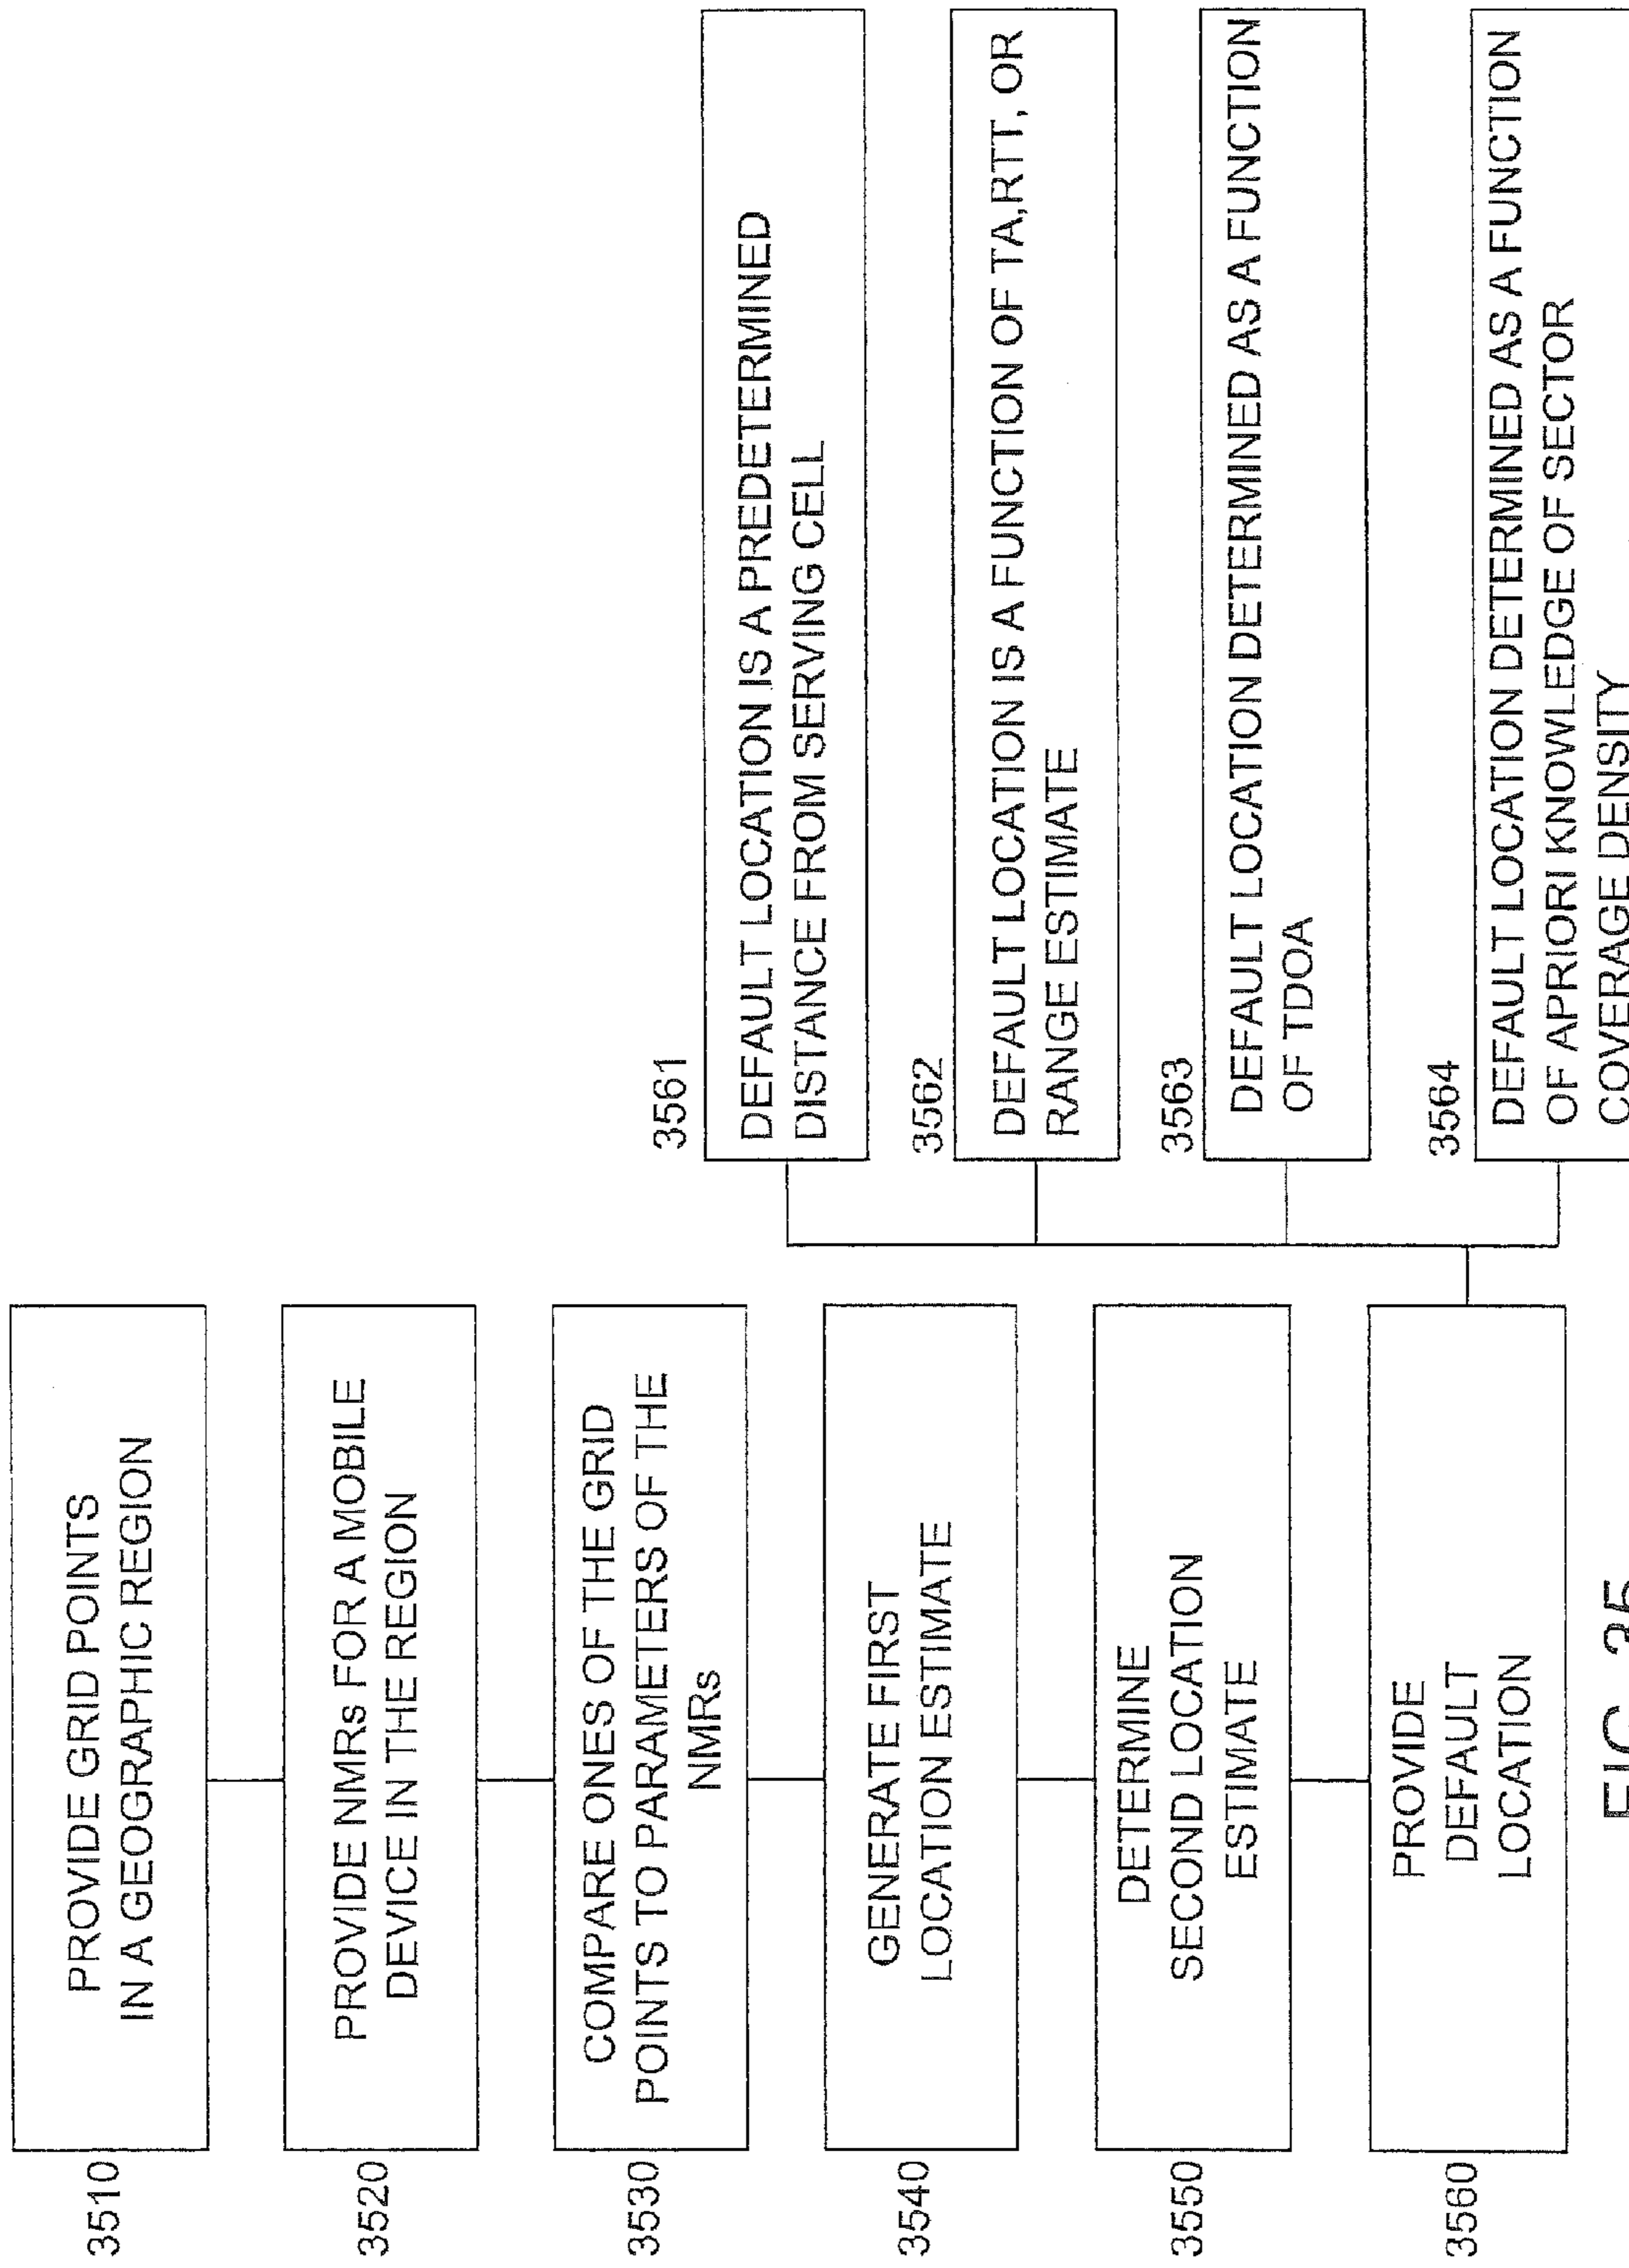 3510
PROVIDE GRID POINTS
IN A GEOGRAPHIC REGION
3520
PROVIDE NMRs FOR A MOBILE
DEVICE IN THE REGION
3530
COMPARE ONES OF THE GRID
POINTS TO PARAMETERS OF THE
NMRs
3540
GENERATE FIRST
LOCATION ESTIMATE
3550
DETERMINE
SECOND LOCATION
ESTIMATE
3560
PROVIDE
DEFAULT
LOCATION
3561
DEFAULT LOCATION IS A PREDETERMINED
DISTANCE FROM SERVING CELL
3562
DEFAULT LOCATION IS A FUNCTION OF TA,RTT, OR
RANGE ESTIMATE
3563
DEFAULT LOCATION DETERMINED AS A FUNCTION
OF TDOA
3564
DEFAULT LOCATION DETERMINED AS A FUNCTION
OF APRIORI KNOWLEDGE OF SECTOR
COVERAGE DENSITY
FIG. 35